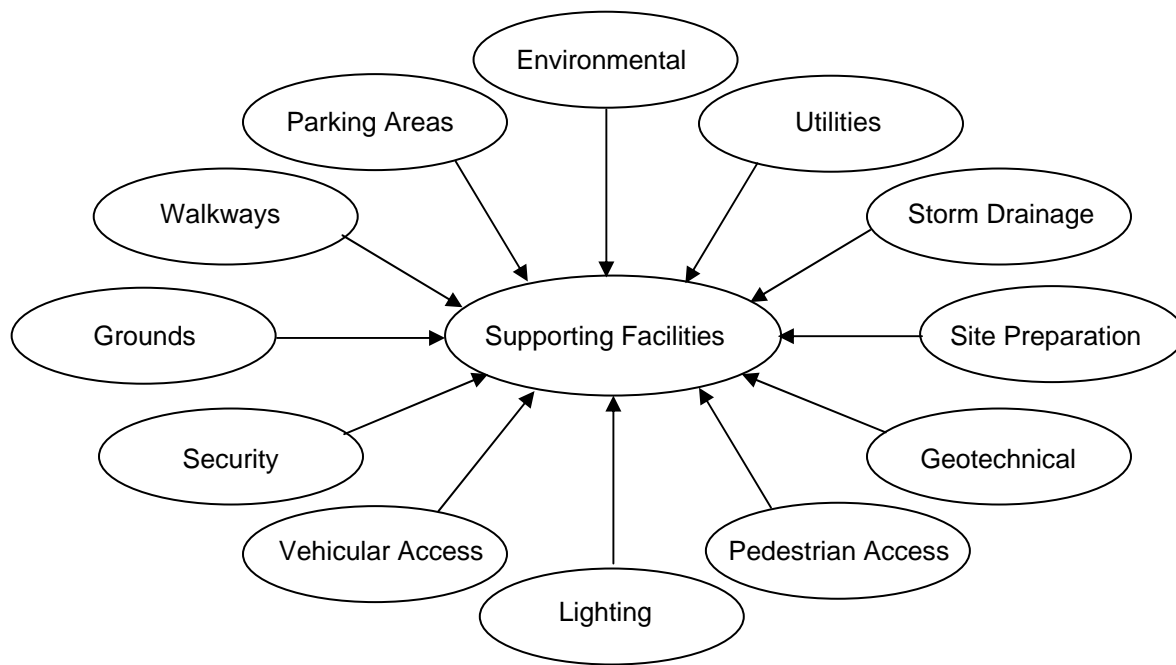 Environmental
Parking Areas
Utilities
Walkways
Storm Drainage
Grounds
Supporting Facilities
Site Preparation
Security
Geotechnical
Vehicular Access
Pedestrian Access
Lighting